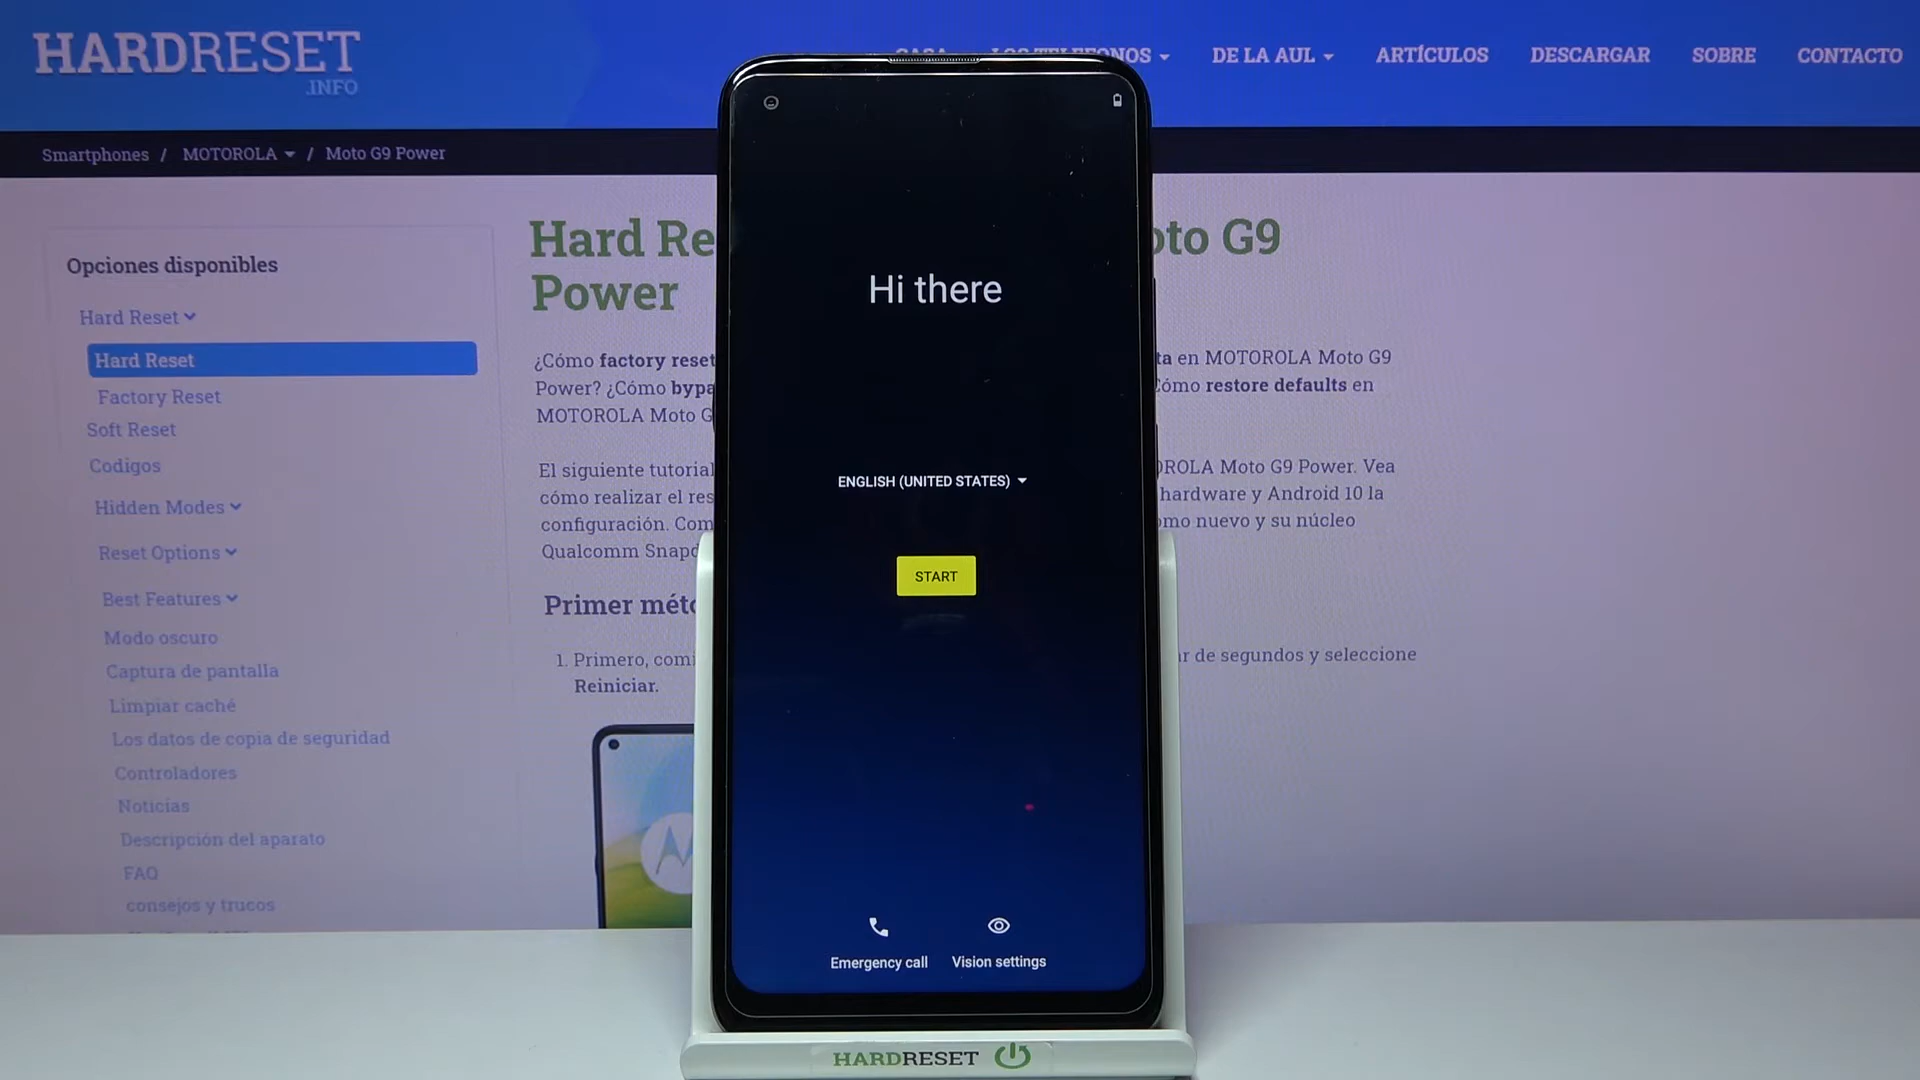 HARDRESET
.INFO
DE LA AUL
ARTÍCULOS
DESCARGAR
SOBRE
CONTACTO
Smartphones / MOTOROLA / Moto G9 Power
Opciones disponibles
Hard Reset
Hard Reset
Factory Reset
Soft Reset
Codigos
Hidden Modes
Reset Options
Best Features
Modo oscuro
Captura de pantalla
Limpiar caché
Los datos de copia de seguridad
Controladores
Noticias
Descripción del aparato
FAQ
consejos y trucos
Hard Re
oto G9
Power
¿Cómo factory reset
ta en MOTOROLA Moto G9
Power? ¿Cómo bypa
Cómo restore defaults en
MOTOROLA Moto G
El siguiente tutorial
OROLA Moto G9 Power. Vea
cómo realizar el res
hardware y Android 10 la
configuración. Com
omo nuevo y su núcleo
Qualcomm Snapd
Primer méto
1. Primero, comi
ar de segundos y seleccione
Reiniciar.
Hi there
ENGLISH (UNITED STATES)
START
Emergency call
Vision settings
HARDRESET